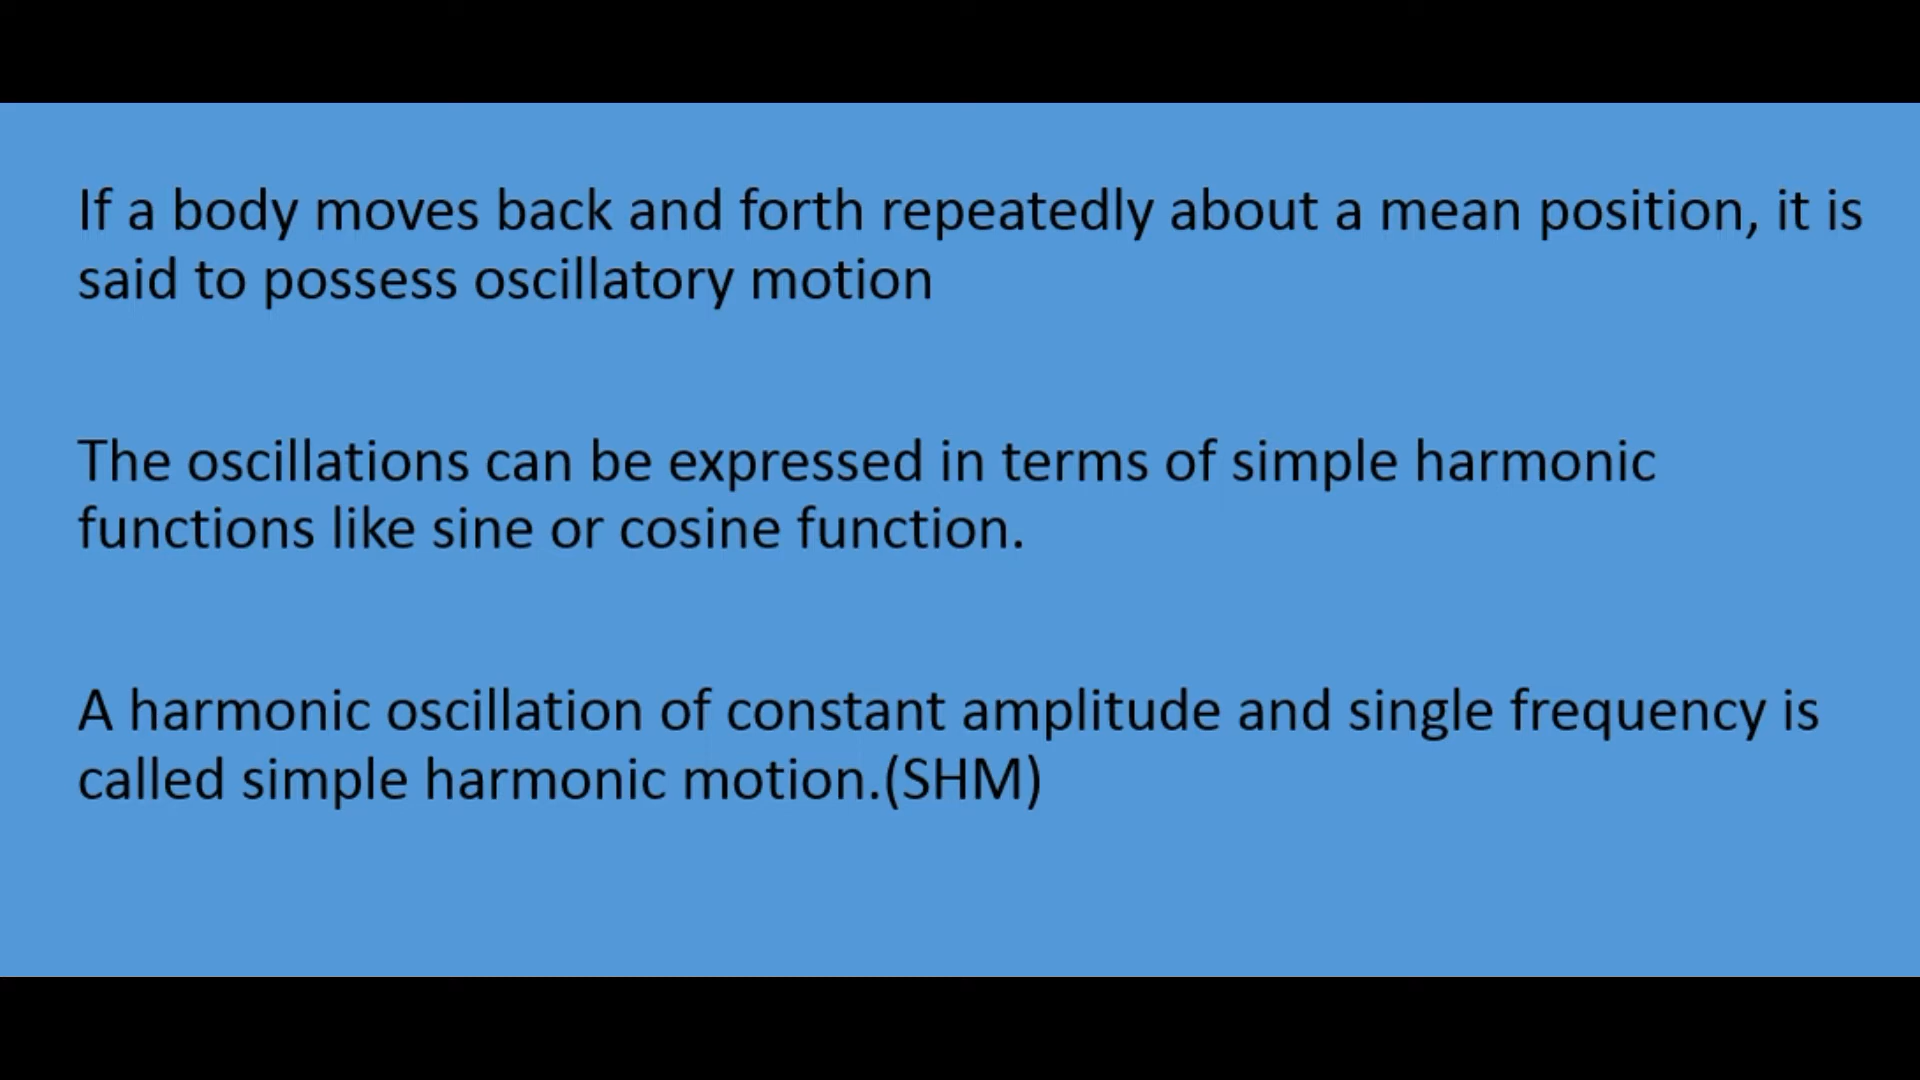 If a body moves back and forth repeatedly about a mean position, it is
said to possess oscillatory motion
The oscillations can be expressed in terms of simple harmonic
functions like sine or cosine function.
A harmonic oscillation of constant amplitude and single frequency is
called simple harmonic motion.(SHM)